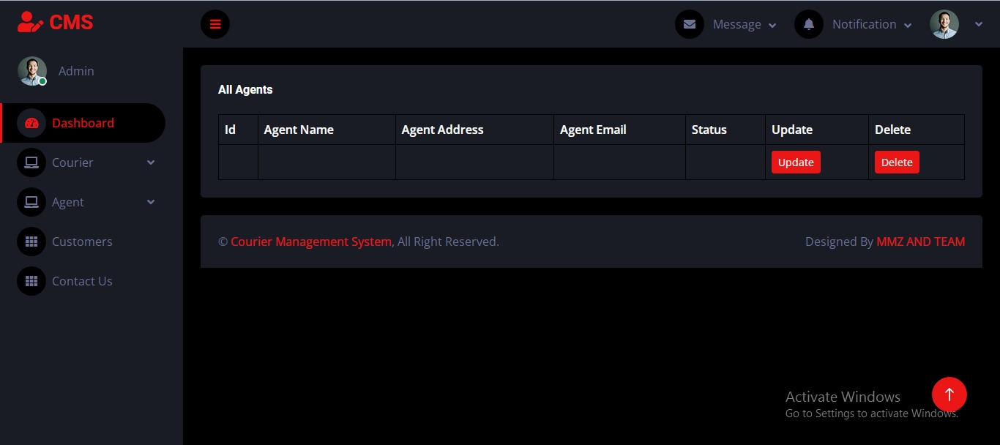 CMS
Message
Notification
Admin
Dashboard
Courier
Agent
Customers
Contact Us
All Agents
Id Agent Name Agent Address Agent Email Status Update Delete
Update Delete
© Courier Management System, All Right Reserved.
Designed By MMZ AND TEAM
Activate Windows
Go to Settings to activate Windows.